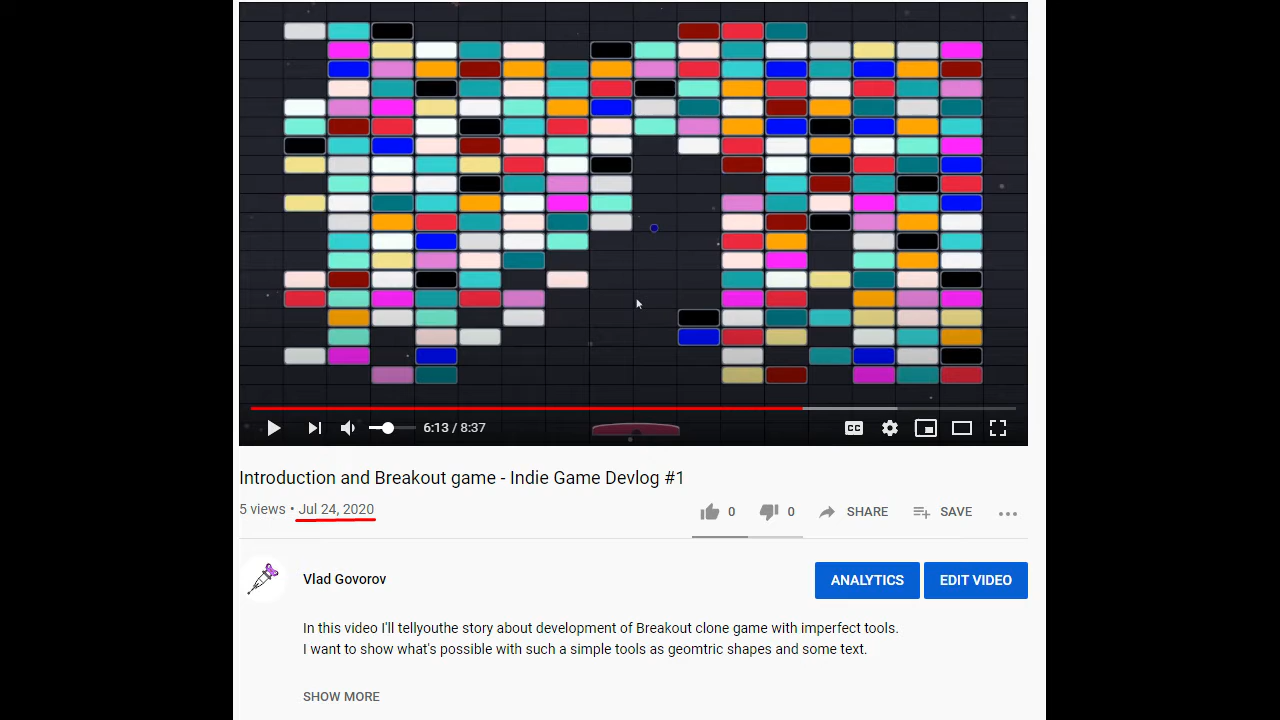 6:13 / 8:37
CC
Introduction and Breakout game - Indie Game Devlog #1
5 views • Jul 24, 2020
0 0 SHARE SAVE
Vlad Govorov
ANALYTICS EDIT VIDEO
In this video I'll tellyouthe story about development of Breakout clone game with imperfect tools.
I want to show what's possible with such a simple tools as geomtric shapes and some text.
SHOW MORE